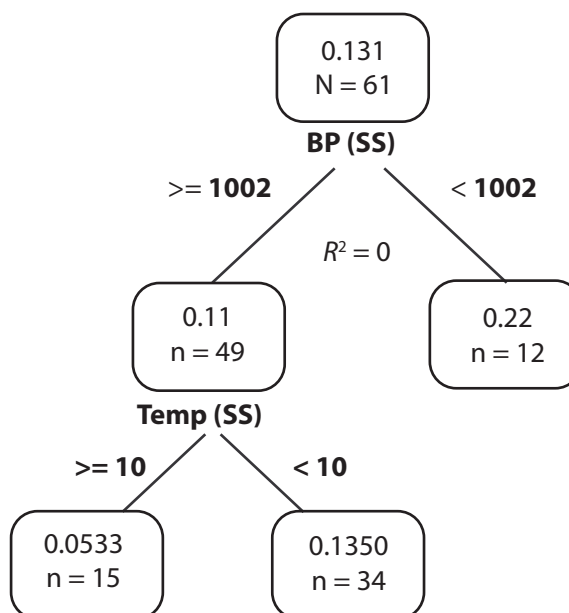 0.131
N = 61
BP (SS)
>= 1002
< 1002
R² = 0
0.11
n = 49
0.22
n = 12
Temp (SS)
>= 10
< 10
0.0533
n = 15
0.1350
n = 34